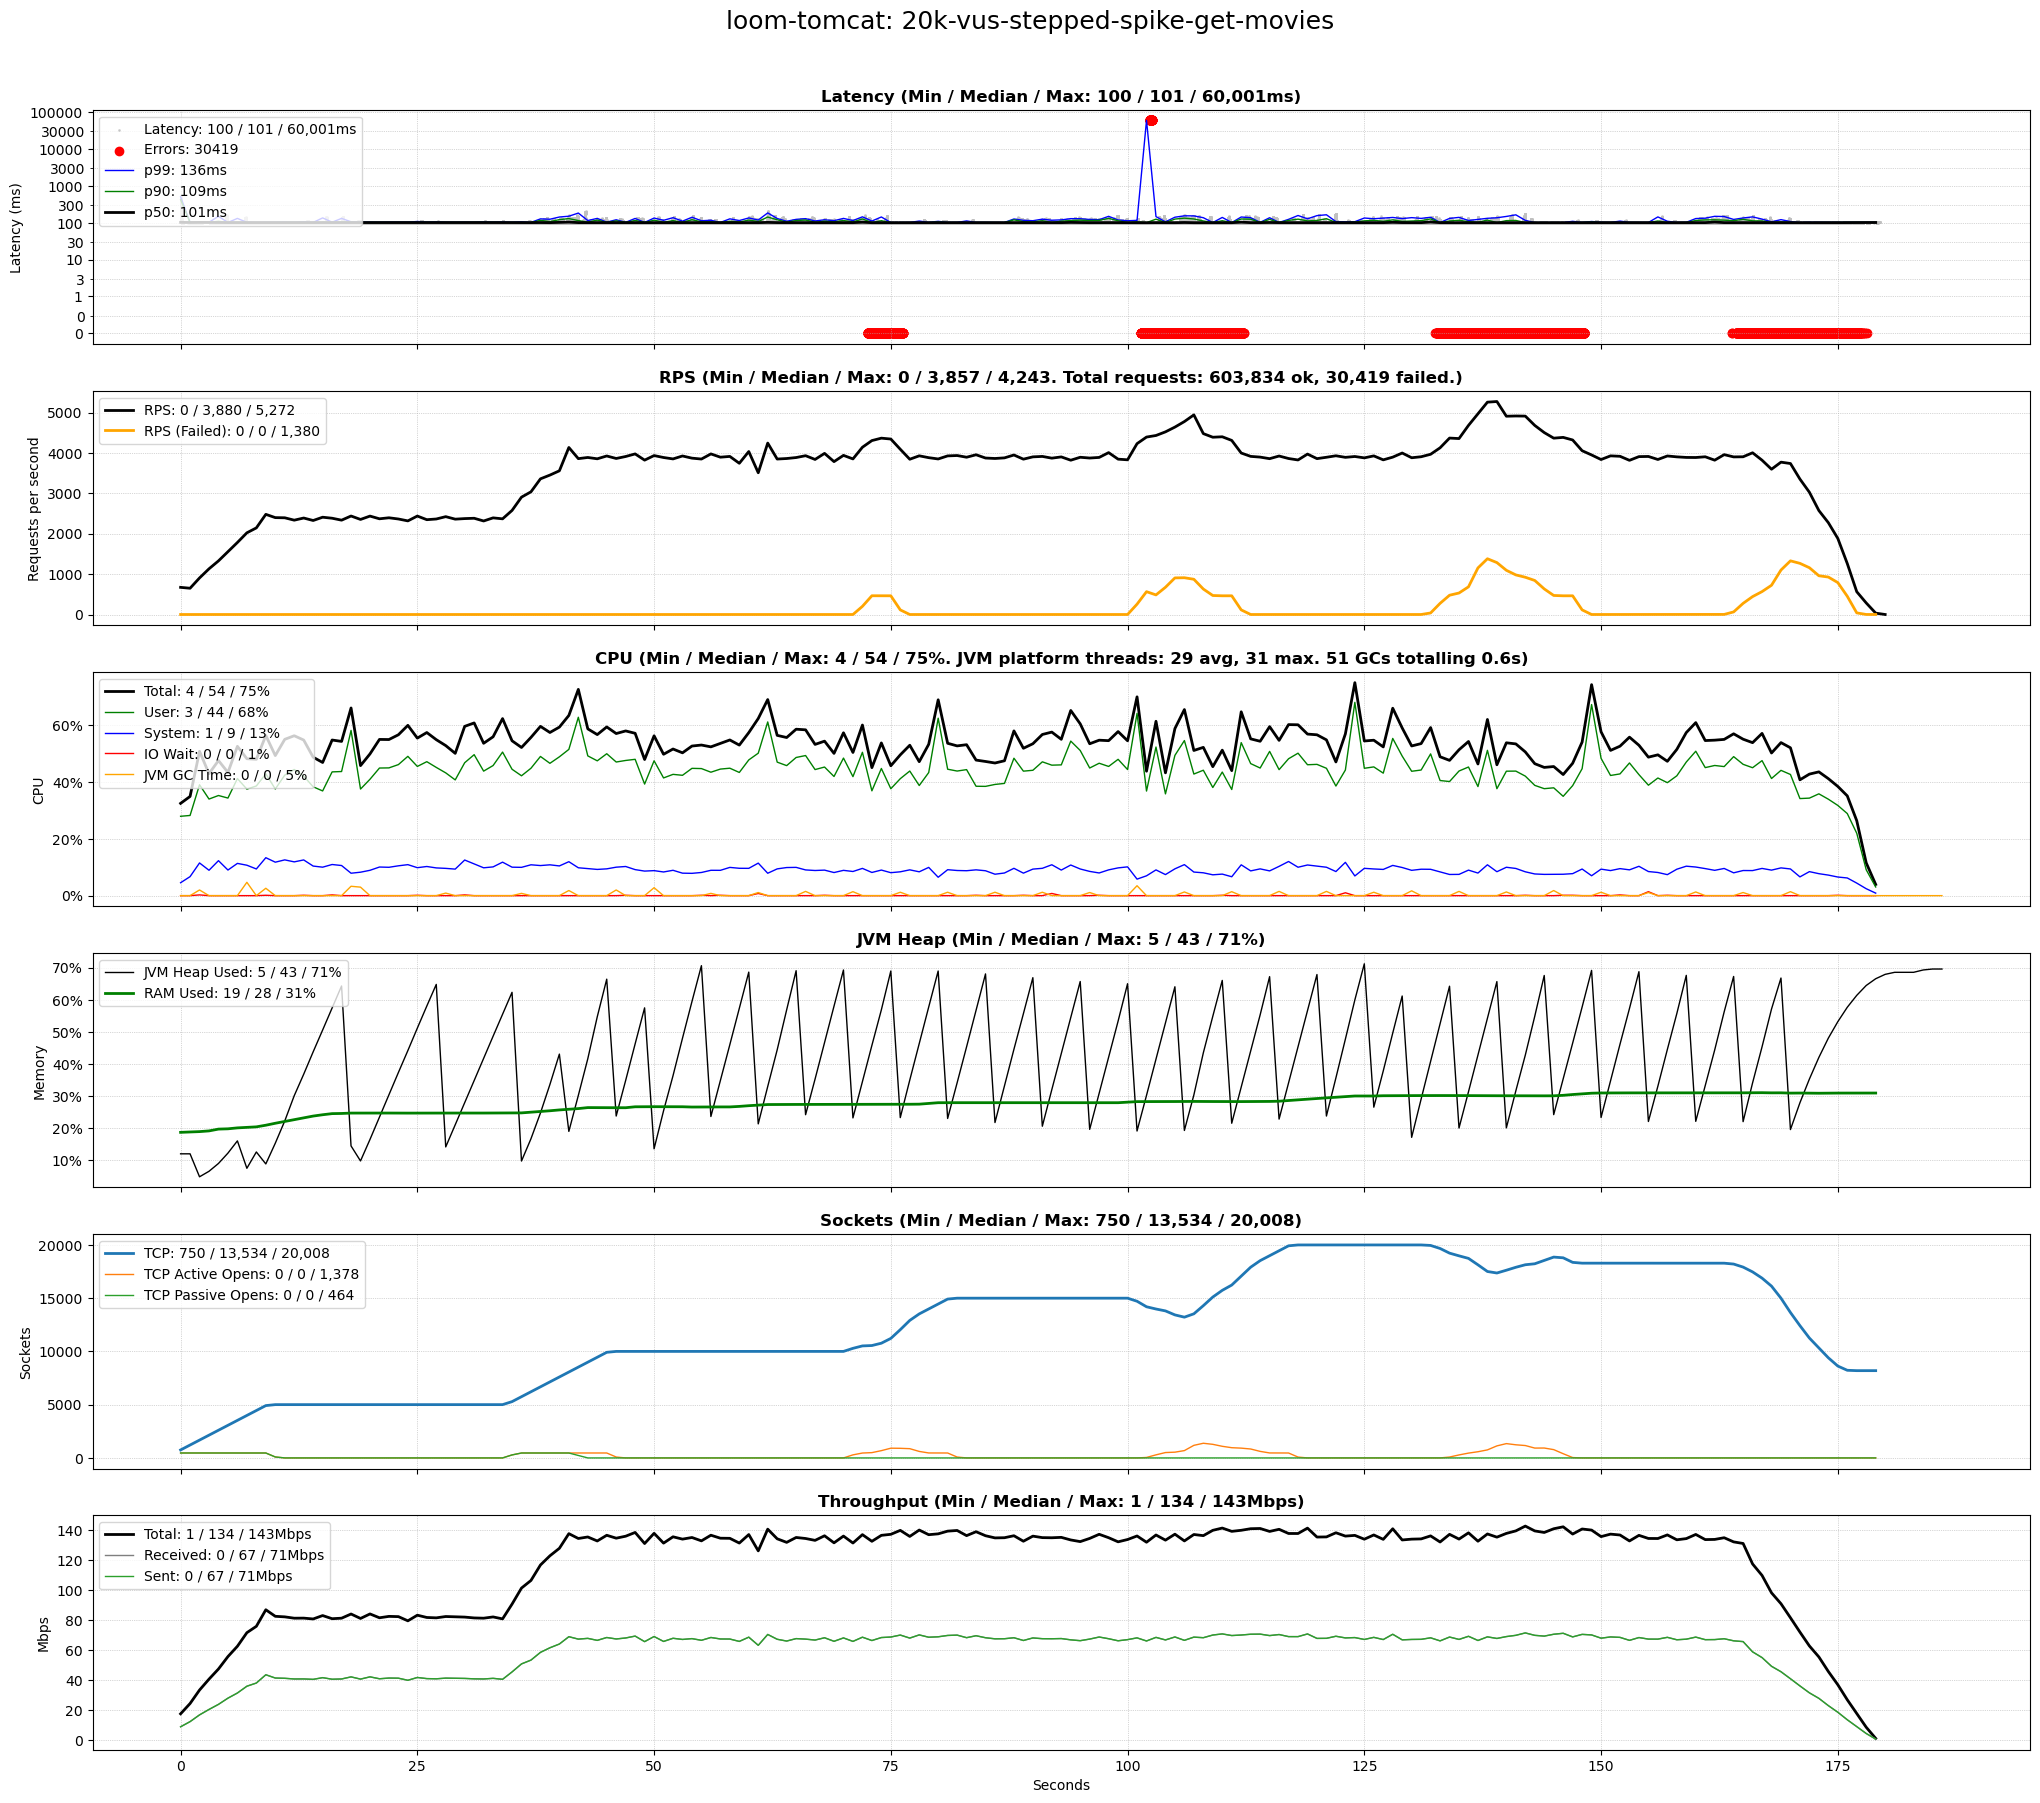 loom-tomcat: 20k-vus-stepped-spike-get-movies
Latency (Min / Median / Max: 100 / 101 / 60,001ms)
Latency (ms)
100000
30000
10000
3000
1000
300
100
30
10
3
1
0
0
Latency: 100 / 101 / 60,001ms
Errors: 30419
p99: 136ms
p90: 109ms
p50: 101ms
RPS (Min / Median / Max: 0 / 3,857 / 4,243. Total requests: 603,834 ok, 30,419 failed.)
Requests per second
5000
4000
3000
2000
1000
0
RPS: 0 / 3,880 / 5,272
RPS (Failed): 0 / 0 / 1,380
CPU (Min / Median / Max: 4 / 54 / 75%. JVM platform threads: 29 avg, 31 max. 51 GCs totalling 0.6s)
CPU
60%
40%
20%
0%
Total: 4 / 54 / 75%
User: 3 / 44 / 68%
System: 1 / 9 / 13%
IO Wait: 0 / 0 / 1%
JVM GC Time: 0 / 0 / 5%
JVM Heap (Min / Median / Max: 5 / 43 / 71%)
Memory
70%
60%
50%
40%
30%
20%
10%
JVM Heap Used: 5 / 43 / 71%
RAM Used: 19 / 28 / 31%
Sockets (Min / Median / Max: 750 / 13,534 / 20,008)
Sockets
20000
15000
10000
5000
0
TCP: 750 / 13,534 / 20,008
TCP Active Opens: 0 / 0 / 1,378
TCP Passive Opens: 0 / 0 / 464
Throughput (Min / Median / Max: 1 / 134 / 143Mbps)
Mbps
140
120
100
80
60
40
20
0
Total: 1 / 134 / 143Mbps
Received: 0 / 67 / 71Mbps
Sent: 0 / 67 / 71Mbps
0 25 50 75 100 125 150 175
Seconds